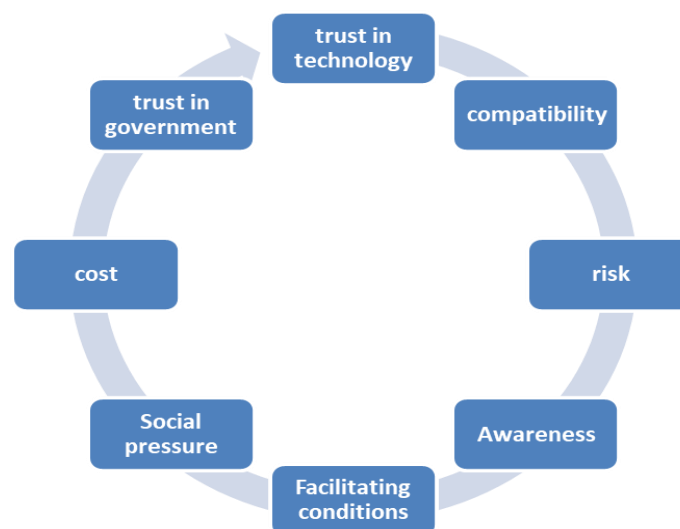 trust in
technology
compatibility
risk
Awareness
Facilitating
conditions
Social
pressure
cost
trust in
government